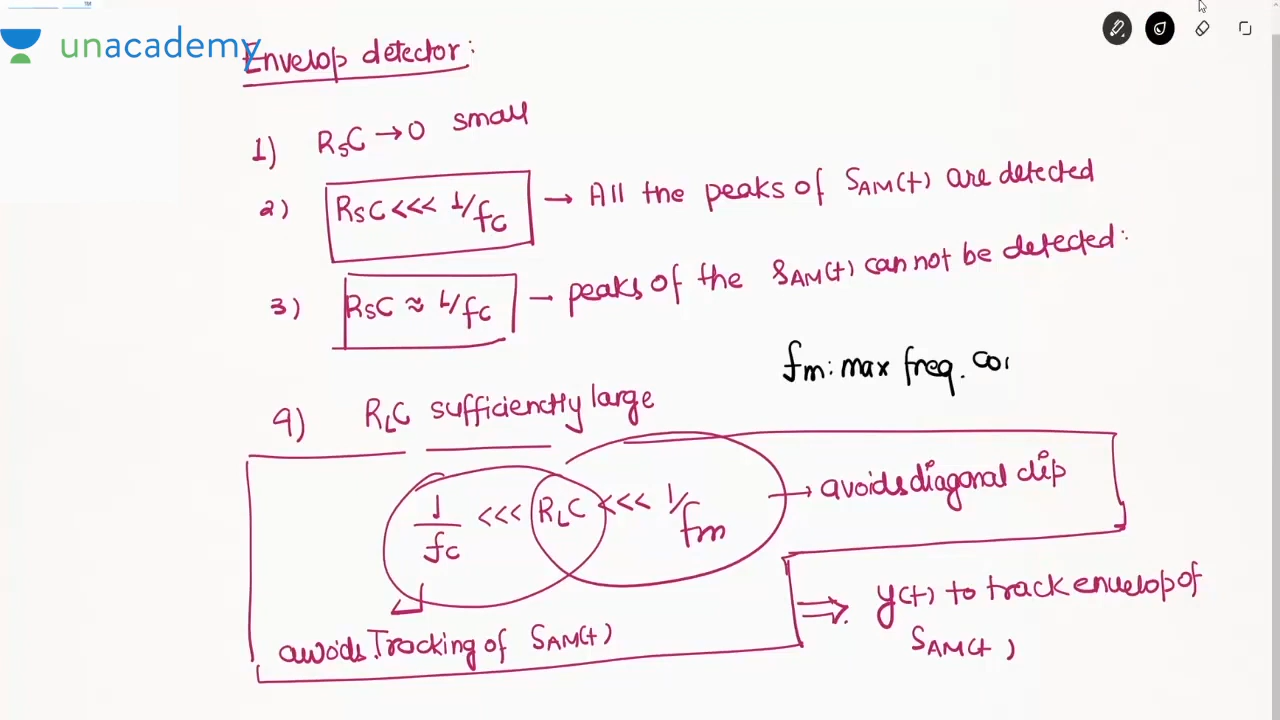 unacademy
Envelop detector:
1) RsC → 0 small
2) RsC <<< 1/fc → All the peaks of SAM(t) are detected
3) RsC ≈ 1/fc → peaks of the SAM(t) can not be detected:
fm: max freq. co
4) RLC sufficiently large
1/fc <<< RLC <<< 1/fm → avoids diagonal clip
avoids Tracking of SAM(t)
⇒ y(t) to track envelop of
SAM(t)